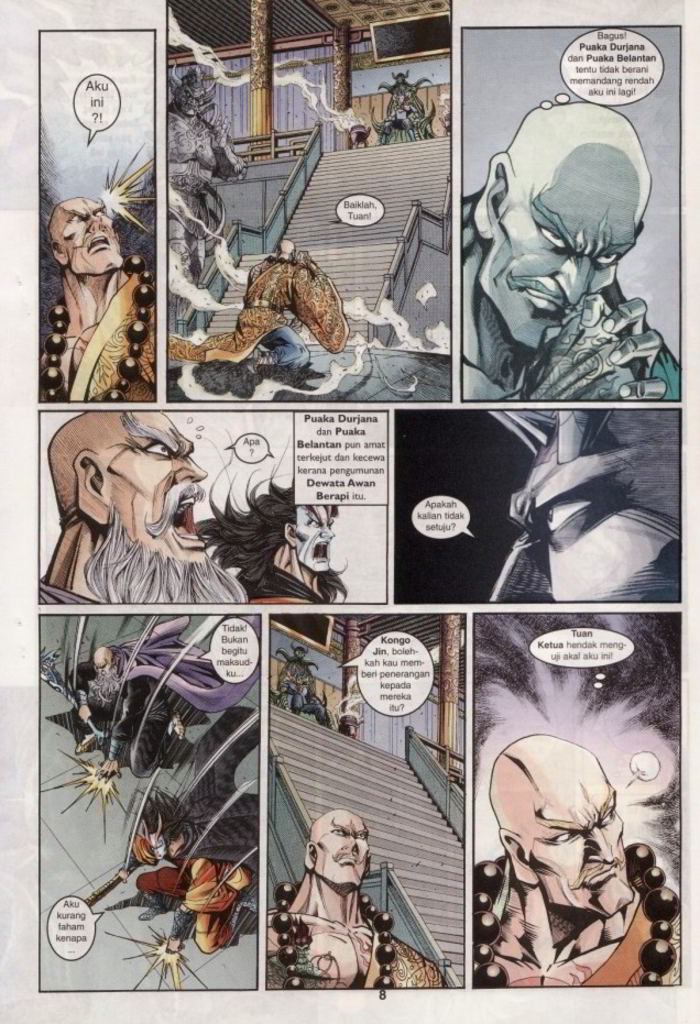 Aku
ini
?!
Baiklah,
Tuan!
Bagus!
Puaka Durjana
dan Puaka Belantan
tentu tidak berani
memandang rendah
aku ini lagi!
Apa
?
Puaka Durjana
dan Puaka
Belantan pun amat
terkejut dan kecewa
kerana pengumunan
Dewata Awan
Berapi itu.
Apakah
kalian tidak
setuju?
Tidak!
Bukan
begitu
maksud-
ku...
Aku
kurang
faham
kenapa
...
Kongo
Jin, boleh-
kah kau mem-
beri penerangan
kepada
mereka
itu?
Tuan
Ketua hendak meng-
uji akal aku ini!
8